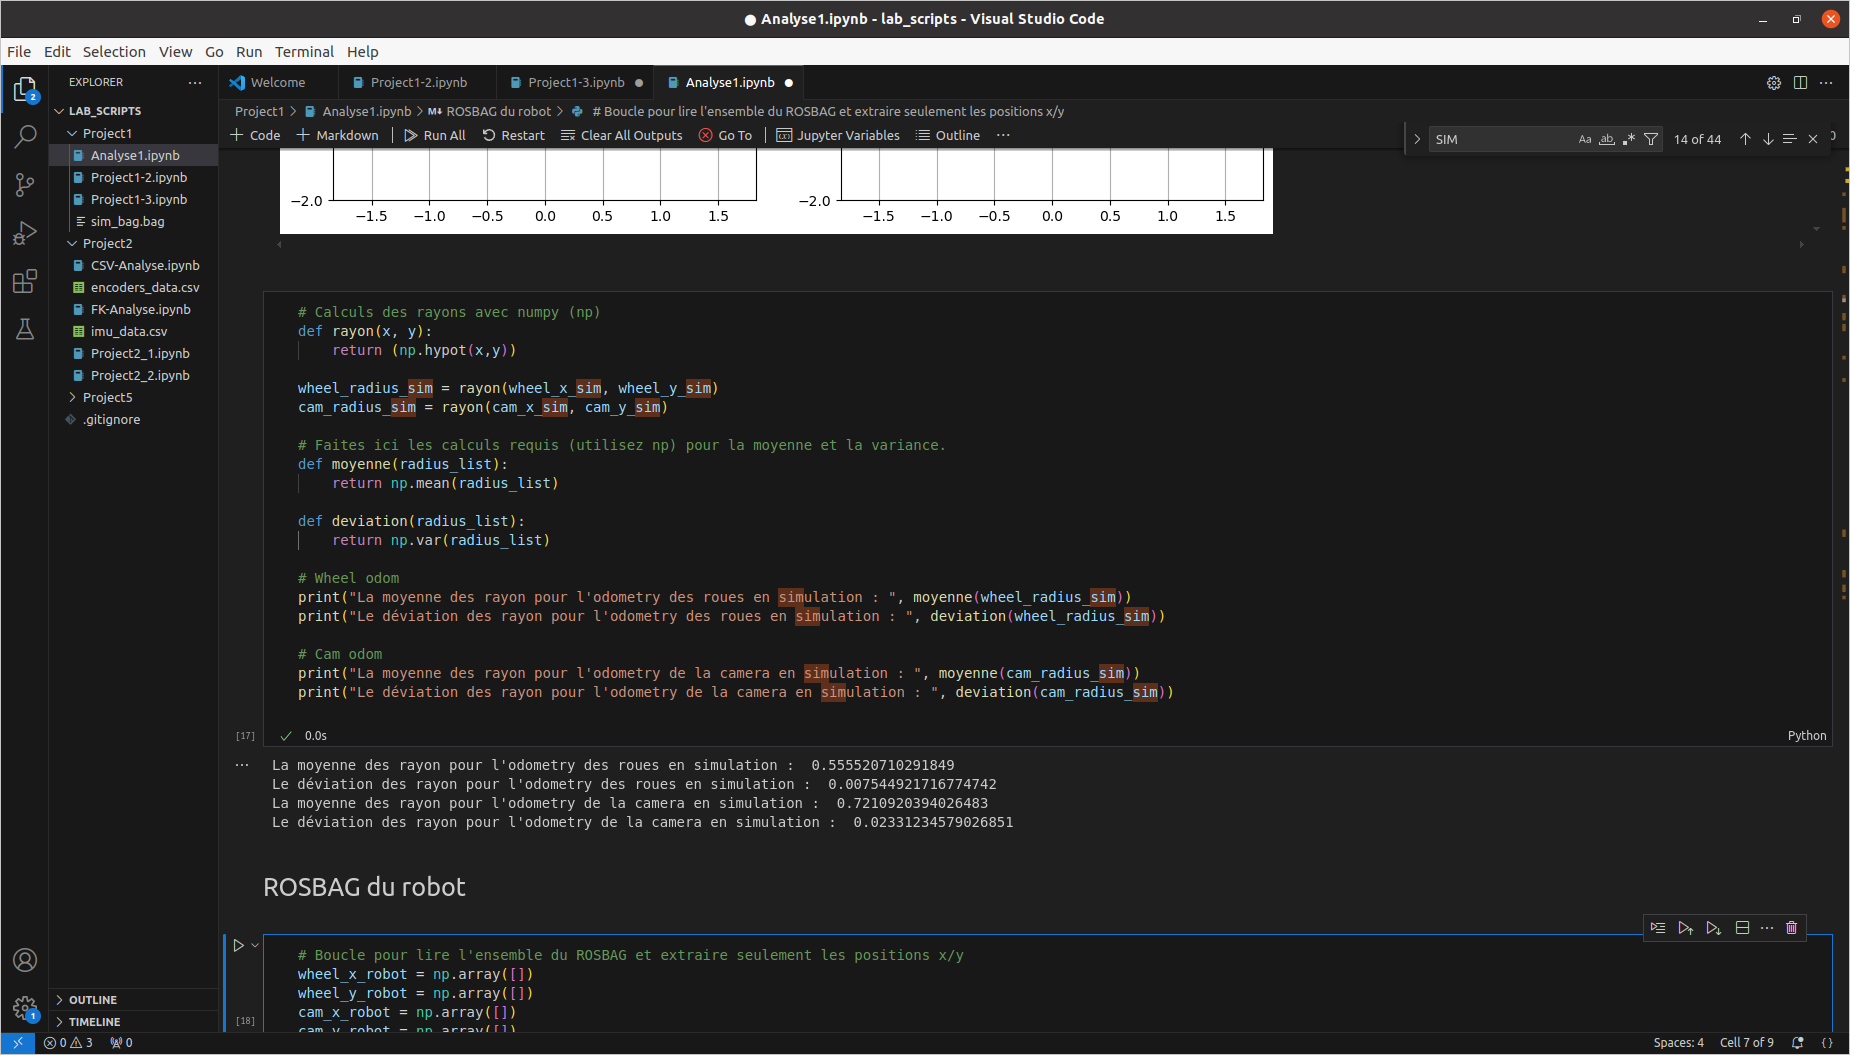 Analyse1.ipynb - lab_scripts - Visual Studio Code
File Edit Selection View Go Run Terminal Help
EXPLORER
Welcome
Project1-2.ipynb
Project1-3.ipynb
Analyse1.ipynb
LAB_SCRIPTS
Project1
Analyse1.ipynb
Project1-2.ipynb
Project1-3.ipynb
sim_bag.bag
Project2
CSV-Analyse.ipynb
encoders_data.csv
FK-Analyse.ipynb
imu_data.csv
Project2_1.ipynb
Project2_2.ipynb
Project5
.gitignore
OUTLINE
TIMELINE
2
1
Project1 > Analyse1.ipynb > M↓ ROSBAG du robot > # Boucle pour lire l'ensemble du ROSBAG et extraire seulement les positions x/y
+ Code + Markdown Run All Restart Clear All Outputs Go To Jupyter Variables Outline ...
SIM Aa ab .* 14 of 44
−2.0 −2.0
−1.5 −1.0 −0.5 0.0 0.5 1.0 1.5 −1.5 −1.0 −0.5 0.0 0.5 1.0 1.5
# Calculs des rayons avec numpy (np)
def rayon(x, y):
return (np.hypot(x,y))
wheel_radius_sim = rayon(wheel_x_sim, wheel_y_sim)
cam_radius_sim = rayon(cam_x_sim, cam_y_sim)
# Faites ici les calculs requis (utilisez np) pour la moyenne et la variance.
def moyenne(radius_list):
return np.mean(radius_list)
def deviation(radius_list):
return np.var(radius_list)
# Wheel odom
print("La moyenne des rayon pour l'odometry des roues en simulation : ", moyenne(wheel_radius_sim))
print("Le déviation des rayon pour l'odometry des roues en simulation : ", deviation(wheel_radius_sim))
# Cam odom
print("La moyenne des rayon pour l'odometry de la camera en simulation : ", moyenne(cam_radius_sim))
print("Le déviation des rayon pour l'odometry de la camera en simulation : ", deviation(cam_radius_sim))
[17] 0.0s Python
La moyenne des rayon pour l'odometry des roues en simulation : 0.555520710291849
Le déviation des rayon pour l'odometry des roues en simulation : 0.007544921716774742
La moyenne des rayon pour l'odometry de la camera en simulation : 0.7210920394026483
Le déviation des rayon pour l'odometry de la camera en simulation : 0.02331234579026851
ROSBAG du robot
# Boucle pour lire l'ensemble du ROSBAG et extraire seulement les positions x/y
wheel_x_robot = np.array([])
wheel_y_robot = np.array([])
cam_x_robot = np.array([])
cam_y_robot = np.array([])
[18]
0 3 0 Spaces: 4 Cell 7 of 9 { }